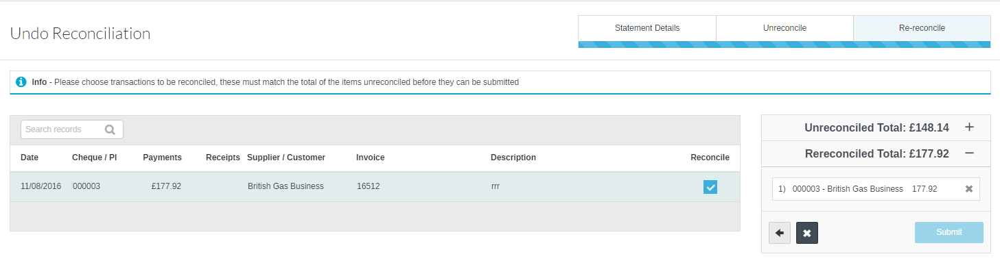 Undo Reconciliation
Statement Details Unreconcile Re-reconcile
Info - Please choose transactions to be reconciled, these must match the total of the items unreconciled before they can be submitted
Search records
Date Cheque / PI Payments Receipts Supplier / Customer Invoice Description Reconcile
11/08/2016 000003 £177.92 British Gas Business 16512 rrr
Unreconciled Total: £148.14
Rereconciled Total: £177.92
1) 000003 - British Gas Business 177.92
Submit